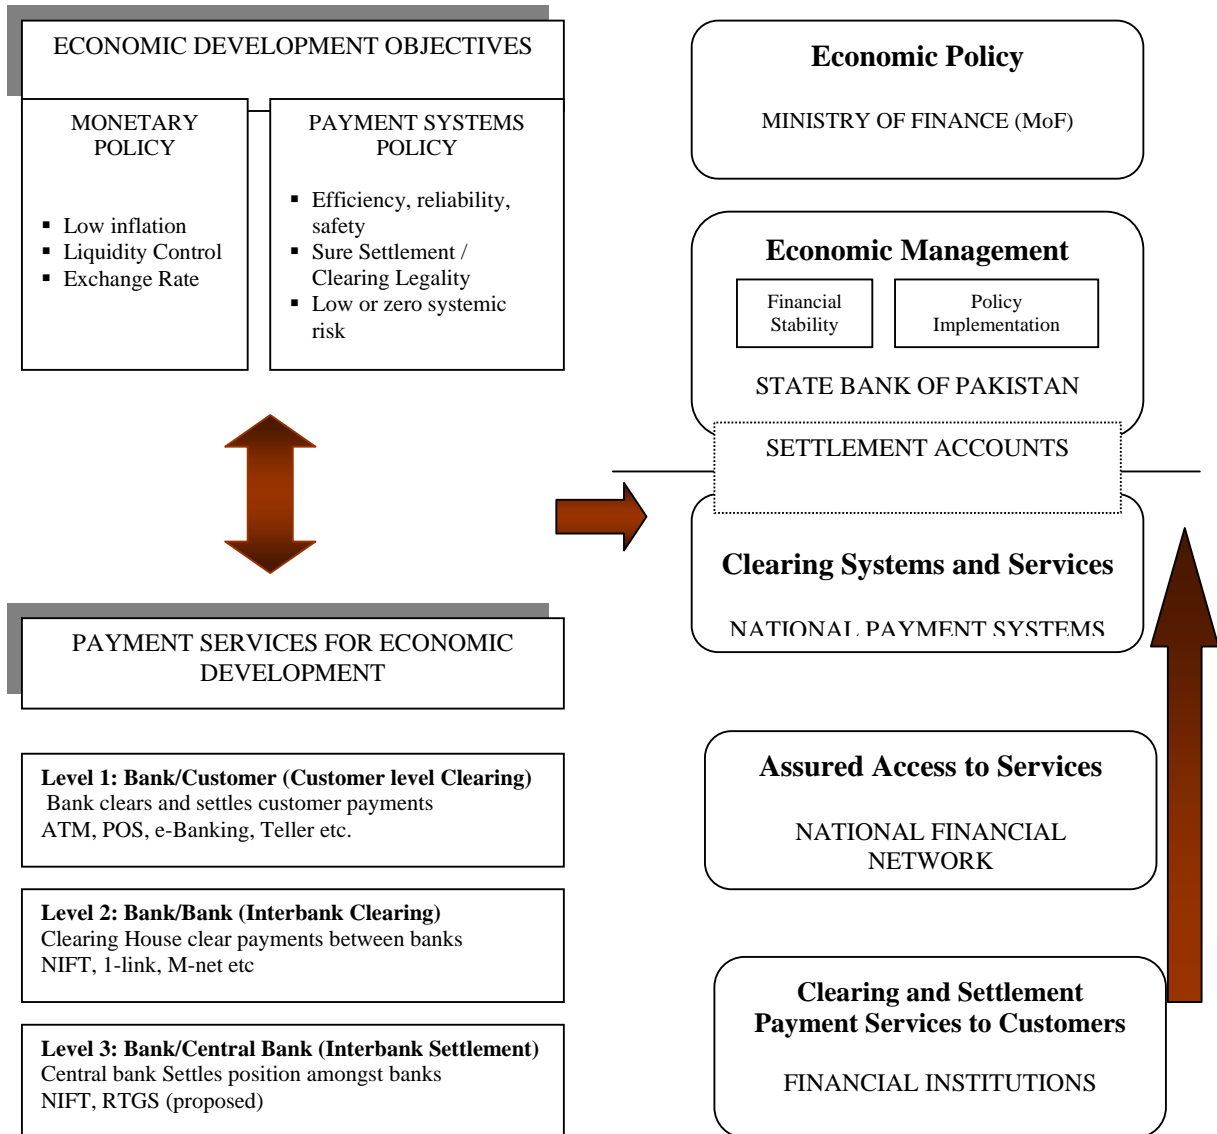 ECONOMIC DEVELOPMENT OBJECTIVES
MONETARY
POLICY
▪ Low inflation
▪ Liquidity Control
▪ Exchange Rate
PAYMENT SYSTEMS
POLICY
▪ Efficiency, reliability,
safety
▪ Sure Settlement /
Clearing Legality
▪ Low or zero systemic
risk
PAYMENT SERVICES FOR ECONOMIC
DEVELOPMENT
Level 1: Bank/Customer (Customer level Clearing)
Bank clears and settles customer payments
ATM, POS, e-Banking, Teller etc.
Level 2: Bank/Bank (Interbank Clearing)
Clearing House clear payments between banks
NIFT, 1-link, M-net etc
Level 3: Bank/Central Bank (Interbank Settlement)
Central bank Settles position amongst banks
NIFT, RTGS (proposed)
Economic Policy
MINISTRY OF FINANCE (MoF)
Economic Management
Financial
Stability
Policy
Implementation
STATE BANK OF PAKISTAN
SETTLEMENT ACCOUNTS
Clearing Systems and Services
NATIONAL PAYMENT SYSTEMS
Assured Access to Services
NATIONAL FINANCIAL
NETWORK
Clearing and Settlement
Payment Services to Customers
FINANCIAL INSTITUTIONS